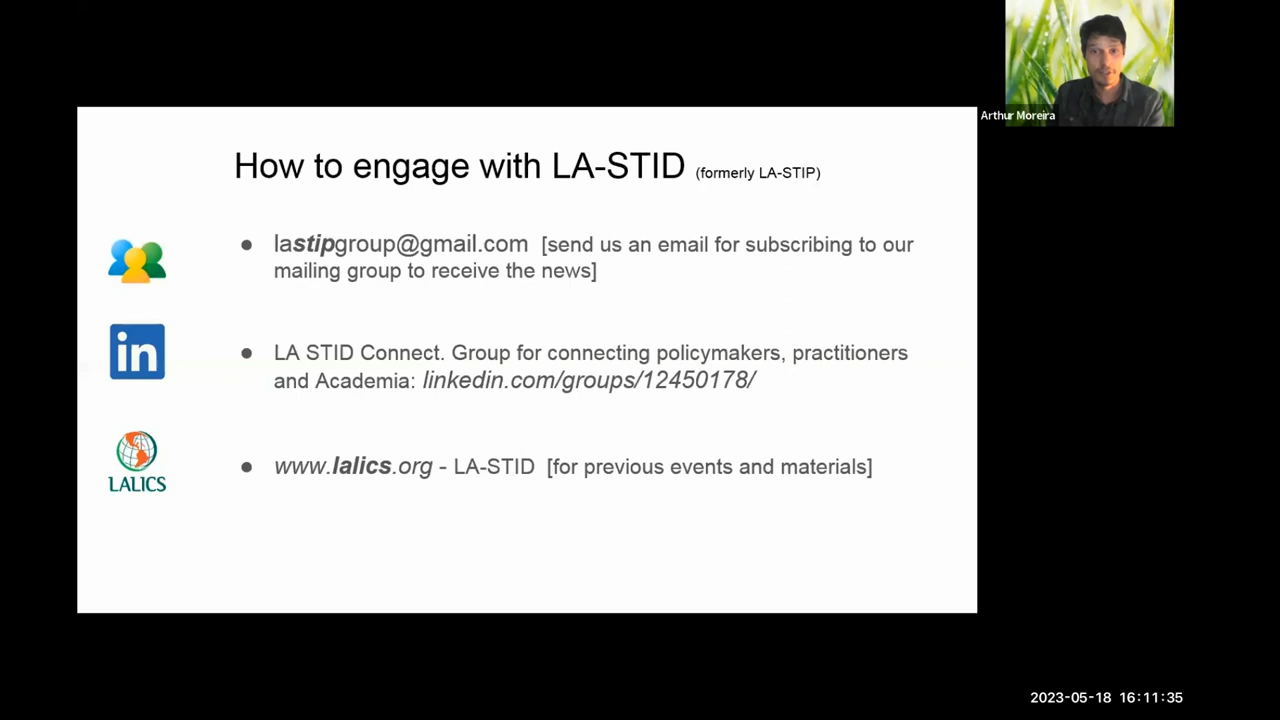 Arthur Moreira
How to engage with LA-STID (formerly LA-STIP)
● lastipgroup@gmail.com [send us an email for subscribing to our
mailing group to receive the news]
in
● LA STID Connect. Group for connecting policymakers, practitioners
and Academia: linkedin.com/groups/12450178/
LALICS
● www.lalics.org - LA-STID [for previous events and materials]
2023-05-18 16:11:35